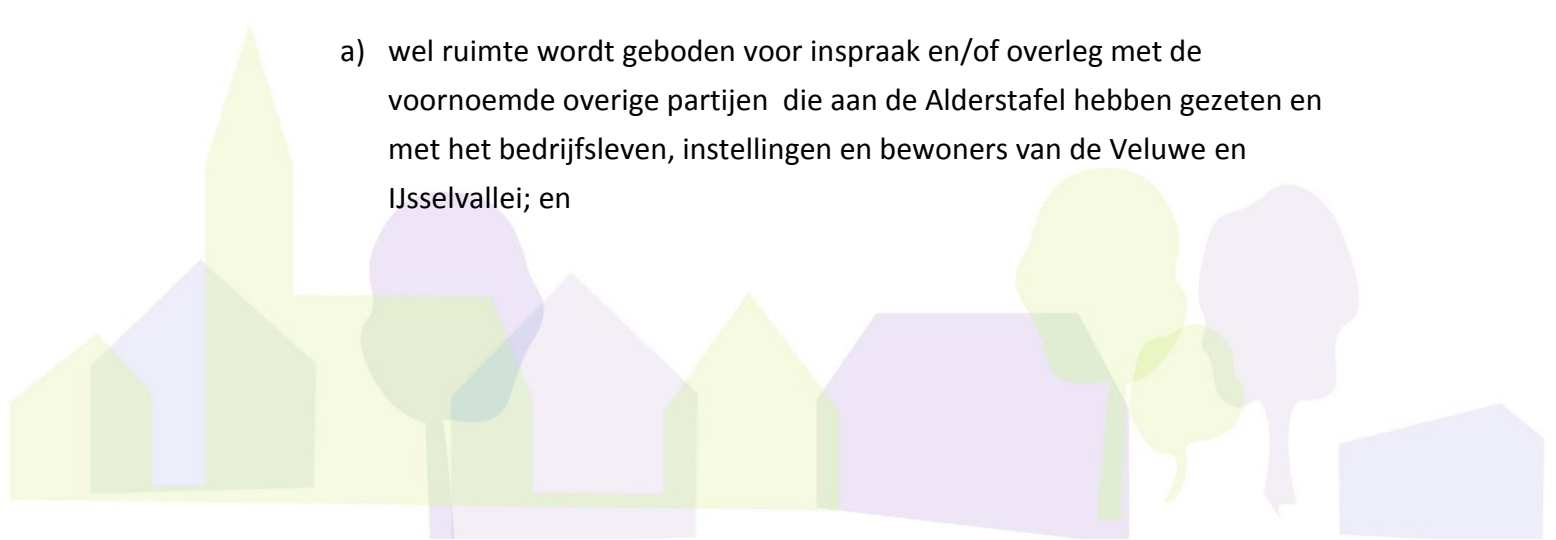 a) wel ruimte wordt geboden voor inspraak en/of overleg met de
voornoemde overige partijen  die aan de Alderstafel hebben gezeten en
met het bedrijfsleven, instellingen en bewoners van de Veluwe en
IJsselvallei; en